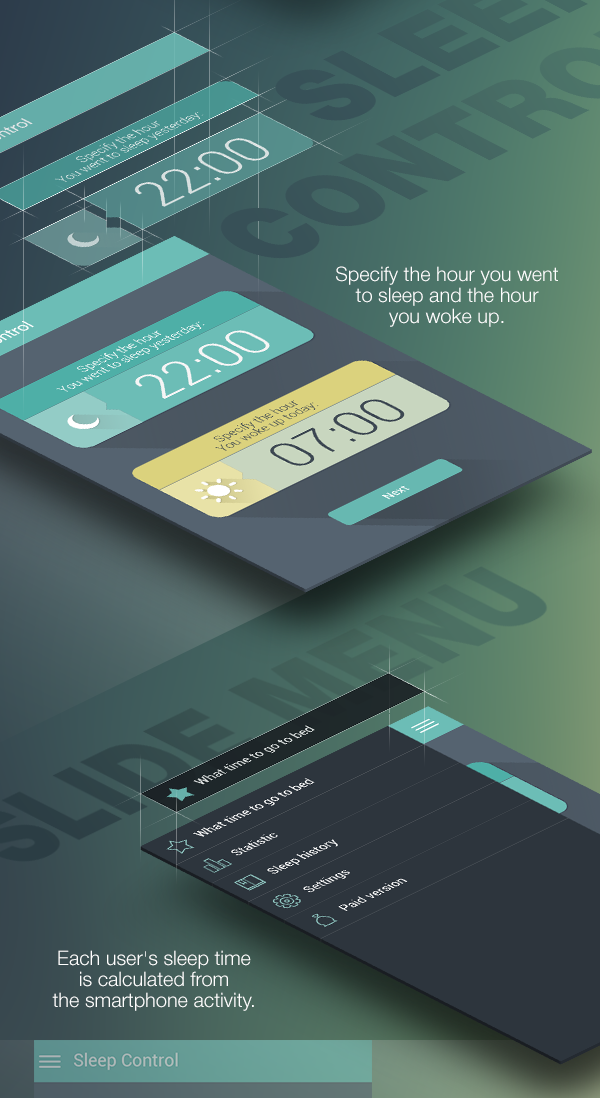 SLEEP
CONTROL
ontrol
Specify the hour
You went to sleep yesterday:
22:00
Specify the hour you went
to sleep and the hour
you woke up.
ontrol
Specify the hour
You went to sleep yesterday:
22:00
Specify the hour
You woke up today:
07:00
Next
SLIDE MENU
What time to go to bed
What time to go to bed
Statistic
Sleep history
Settings
Paid version
Each user's sleep time
is calculated from
the smartphone activity.
Sleep Control